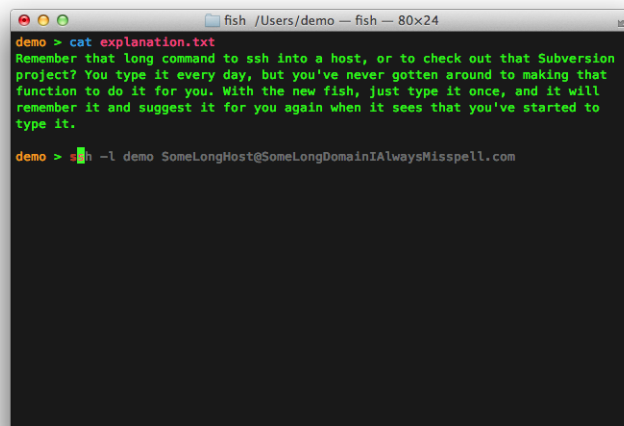 fish /Users/demo — fish — 80×24
demo > cat explanation.txt
Remember that long command to ssh into a host, or to check out that Subversion
project? You type it every day, but you've never gotten around to making that
function to do it for you. With the new fish, just type it once, and it will
remember it and suggest it for you again when it sees that you've started to
type it.
demo > ssh -l demo SomeLongHost@SomeLongDomainIAlwaysMisspell.com